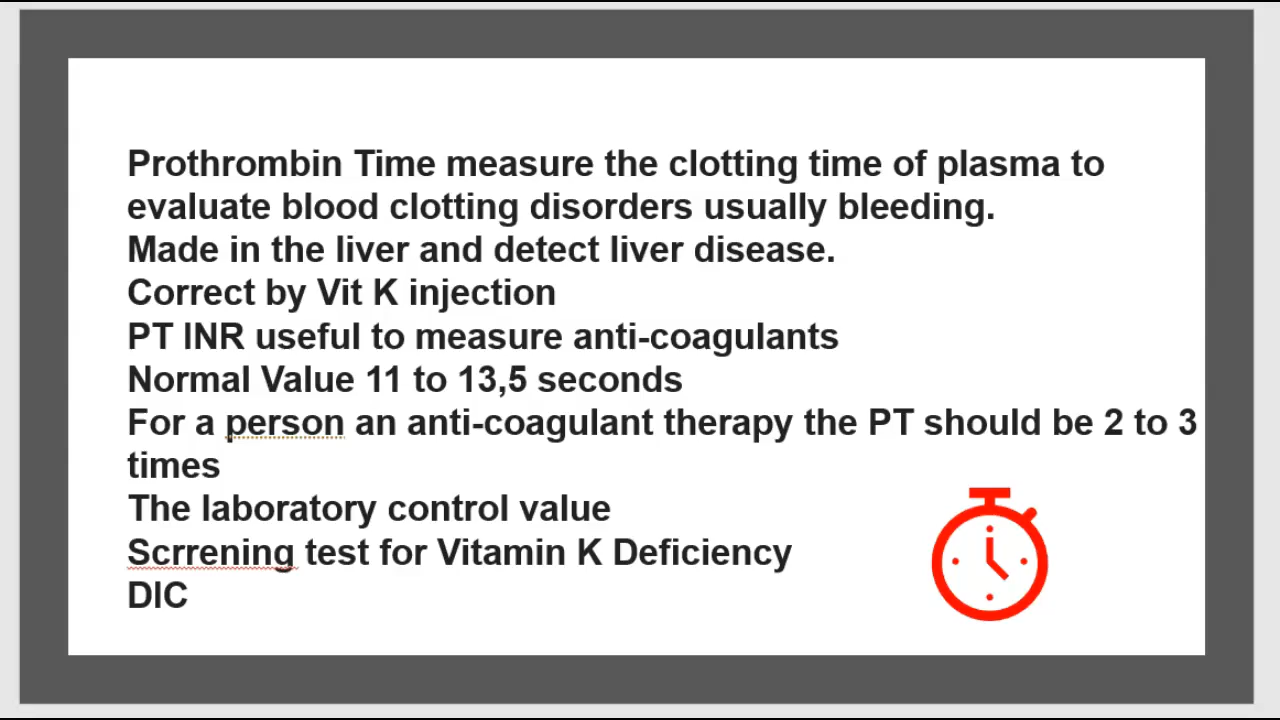 Prothrombin Time measure the clotting time of plasma to
evaluate blood clotting disorders usually bleeding.
Made in the liver and detect liver disease.
Correct by Vit K injection
PT INR useful to measure anti-coagulants
Normal Value 11 to 13,5 seconds
For a person an anti-coagulant therapy the PT should be 2 to 3
times
The laboratory control value
Scrrening test for Vitamin K Deficiency
DIC